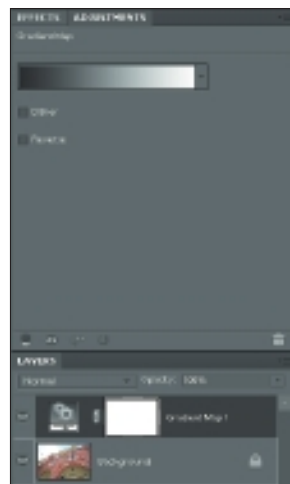 EFFECTS ADJUSTMENTS
Gradient Map
Dither
Reverse
LAYERS
Normal Opacity: 100%
Gradient Map 1
Background